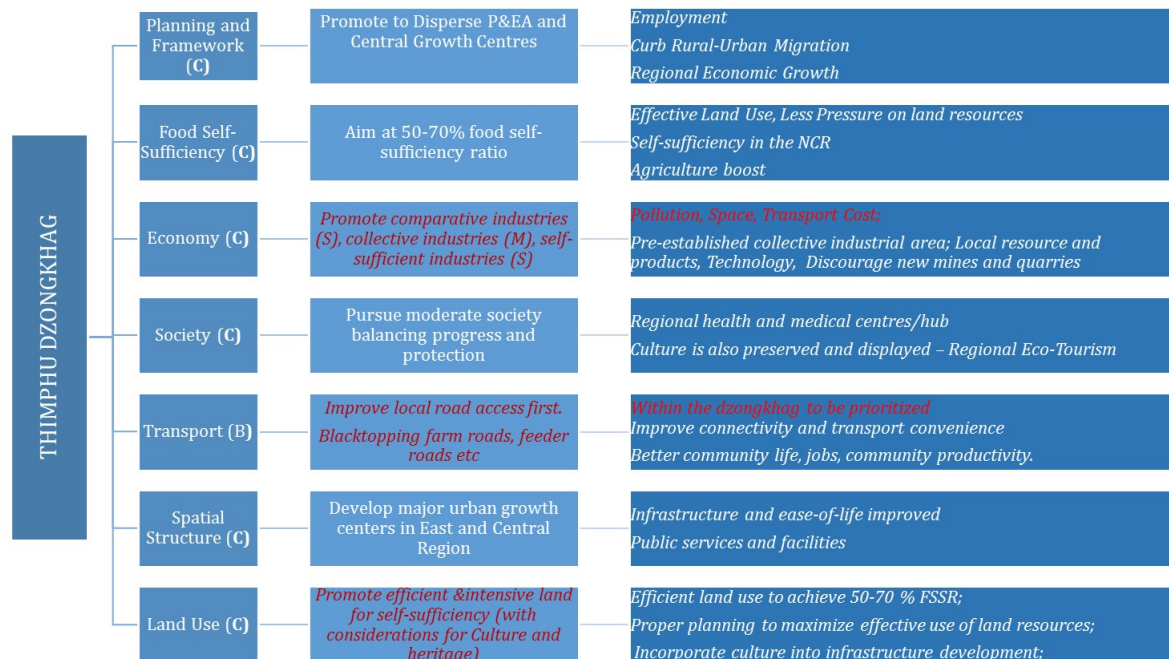 THIMPHU DZONGKHAG
Planning and
Framework
(C)
Promote to Disperse P&EA and
Central Growth Centres
Employment
Curb Rural-Urban Migration
Regional Economic Growth
Food Self-
Sufficiency (C)
Aim at 50-70% food self-
sufficiency ratio
Effective Land Use, Less Pressure on land resources
Self-sufficiency in the NCR
Agriculture boost
Economy (C)
Promote comparative industries
(S), collective industries (M), self-
sufficient industries (S)
Pollution, Space, Transport Cost;
Pre-established collective industrial area; Local resource and
products, Technology, Discourage new mines and quarries
Society (C)
Pursue moderate society
balancing progress and
protection
Regional health and medical centres/hub
Culture is also preserved and displayed – Regional Eco-Tourism
Transport (B)
Improve local road access first.
Blacktopping farm roads, feeder
roads etc
Within the dzongkhag to be prioritized
Improve connectivity and transport convenience
Better community life, jobs, community productivity.
Spatial
Structure (C)
Develop major urban growth
centers in East and Central
Region
Infrastructure and ease-of-life improved
Public services and facilities
Land Use (C)
Promote efficient &intensive land
for self-sufficiency (with
considerations for Culture and
heritage)
Efficient land use to achieve 50-70 % FSSR;
Proper planning to maximize effective use of land resources;
Incorporate culture into infrastructure development;